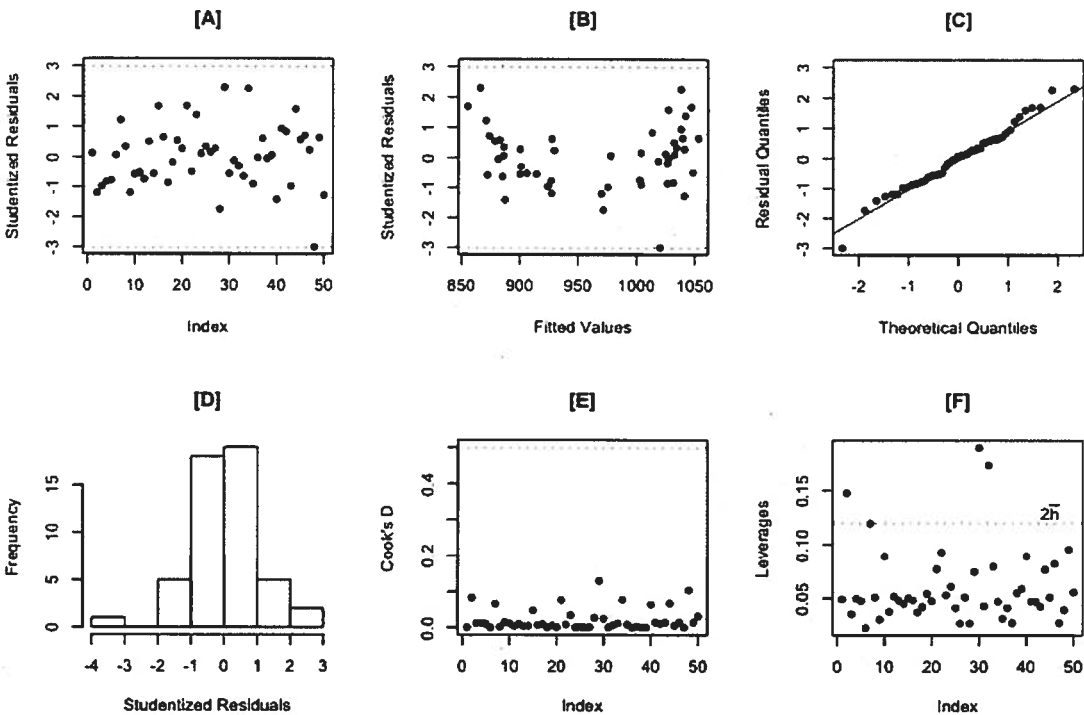 [A]
[B]
[C]
Studentized Residuals
3
2
1
0
-1
-2
-3
0 10 20 30 40 50
Index
Studentized Residuals
3
2
1
0
-1
-2
-3
850 900 950 1000 1050
Fitted Values
Residual Quantiles
3
2
1
0
-1
-2
-3
-2 -1 0 1 2
Theoretical Quantiles
[D]
[E]
[F]
Frequency
15
10
5
0
-4 -3 -2 -1 0 1 2 3
Studentized Residuals
Cook's D
0.4
0.2
0.0
0 10 20 30 40 50
Index
Leverages
0.15
0.10
0.05
2h̅
0 10 20 30 40 50
Index